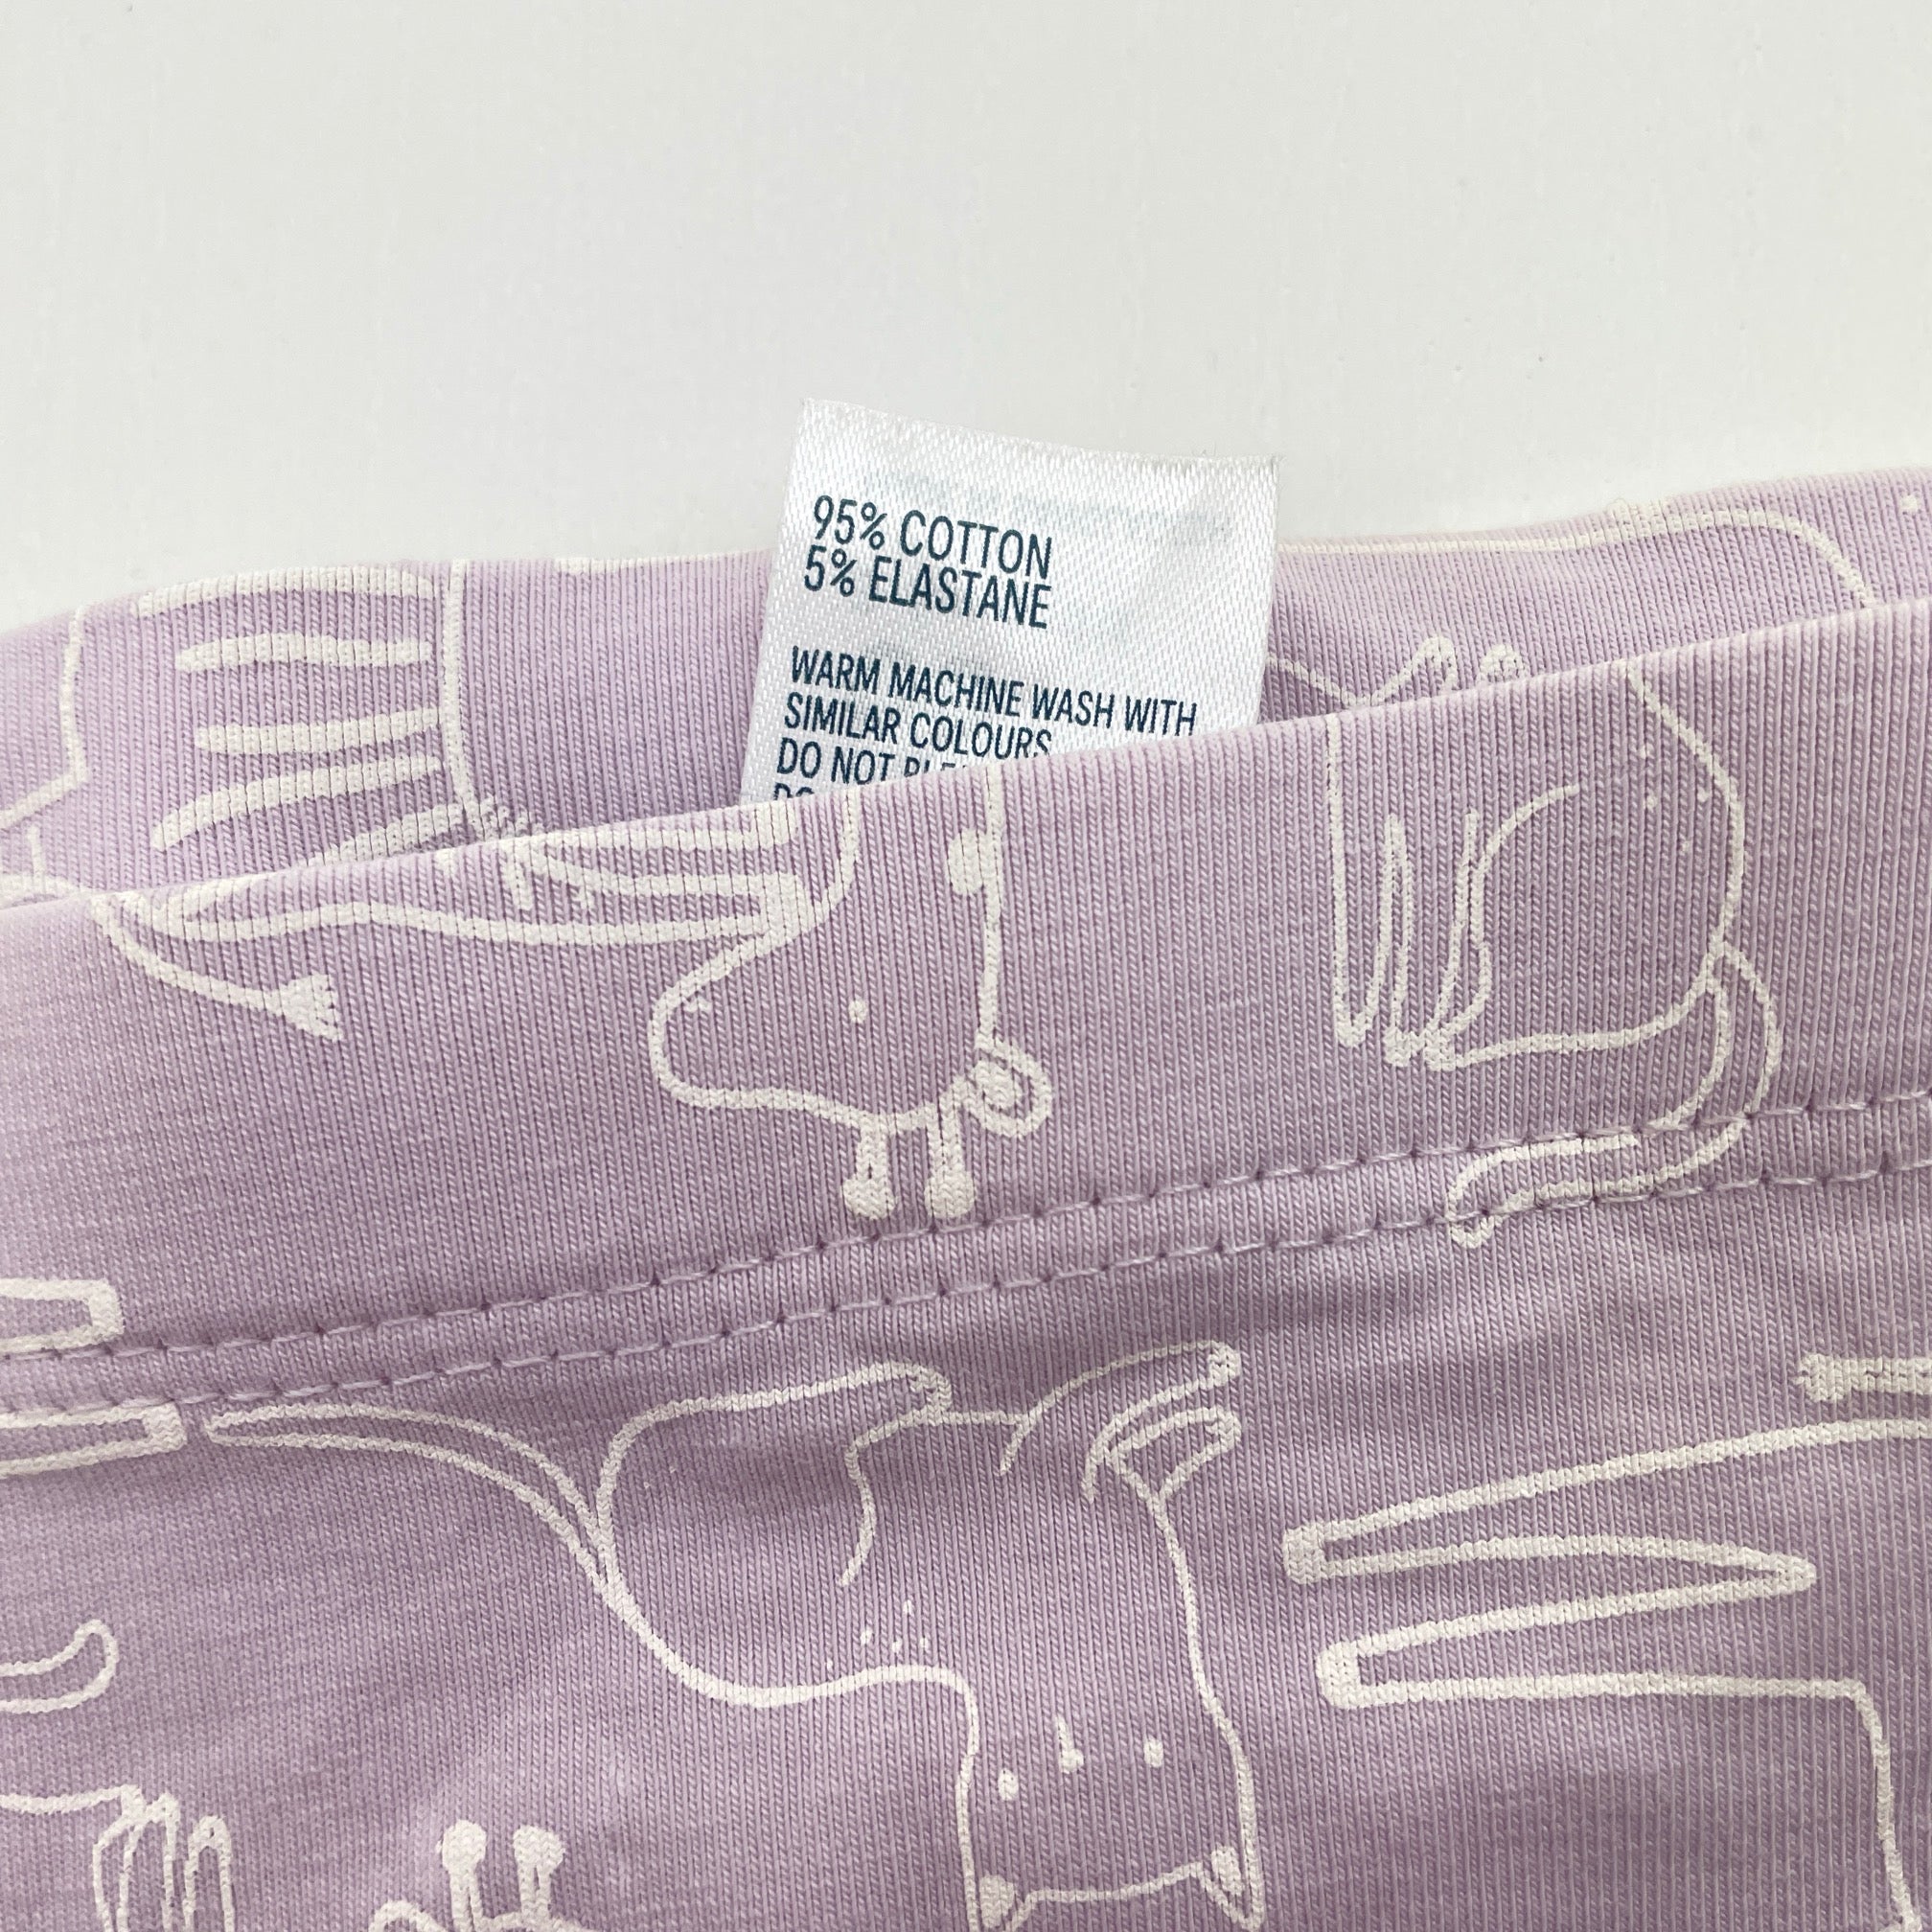 95% COTTON
5% ELASTANE
WARM MACHINE WASH WITH
SIMILAR COLOURS
DO NOT